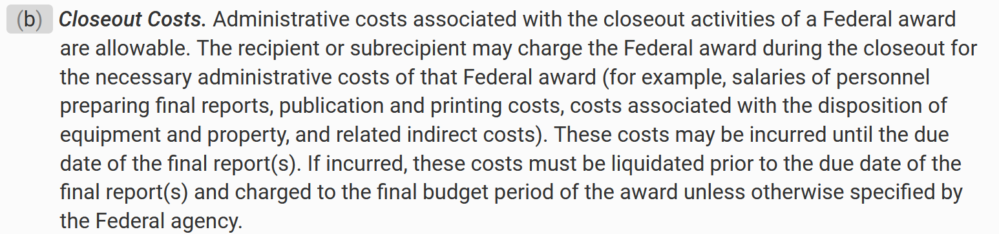 (b) Closeout Costs. Administrative costs associated with the closeout activities of a Federal award
are allowable. The recipient or subrecipient may charge the Federal award during the closeout for
the necessary administrative costs of that Federal award (for example, salaries of personnel
preparing final reports, publication and printing costs, costs associated with the disposition of
equipment and property, and related indirect costs). These costs may be incurred until the due
date of the final report(s). If incurred, these costs must be liquidated prior to the due date of the
final report(s) and charged to the final budget period of the award unless otherwise specified by
the Federal agency.